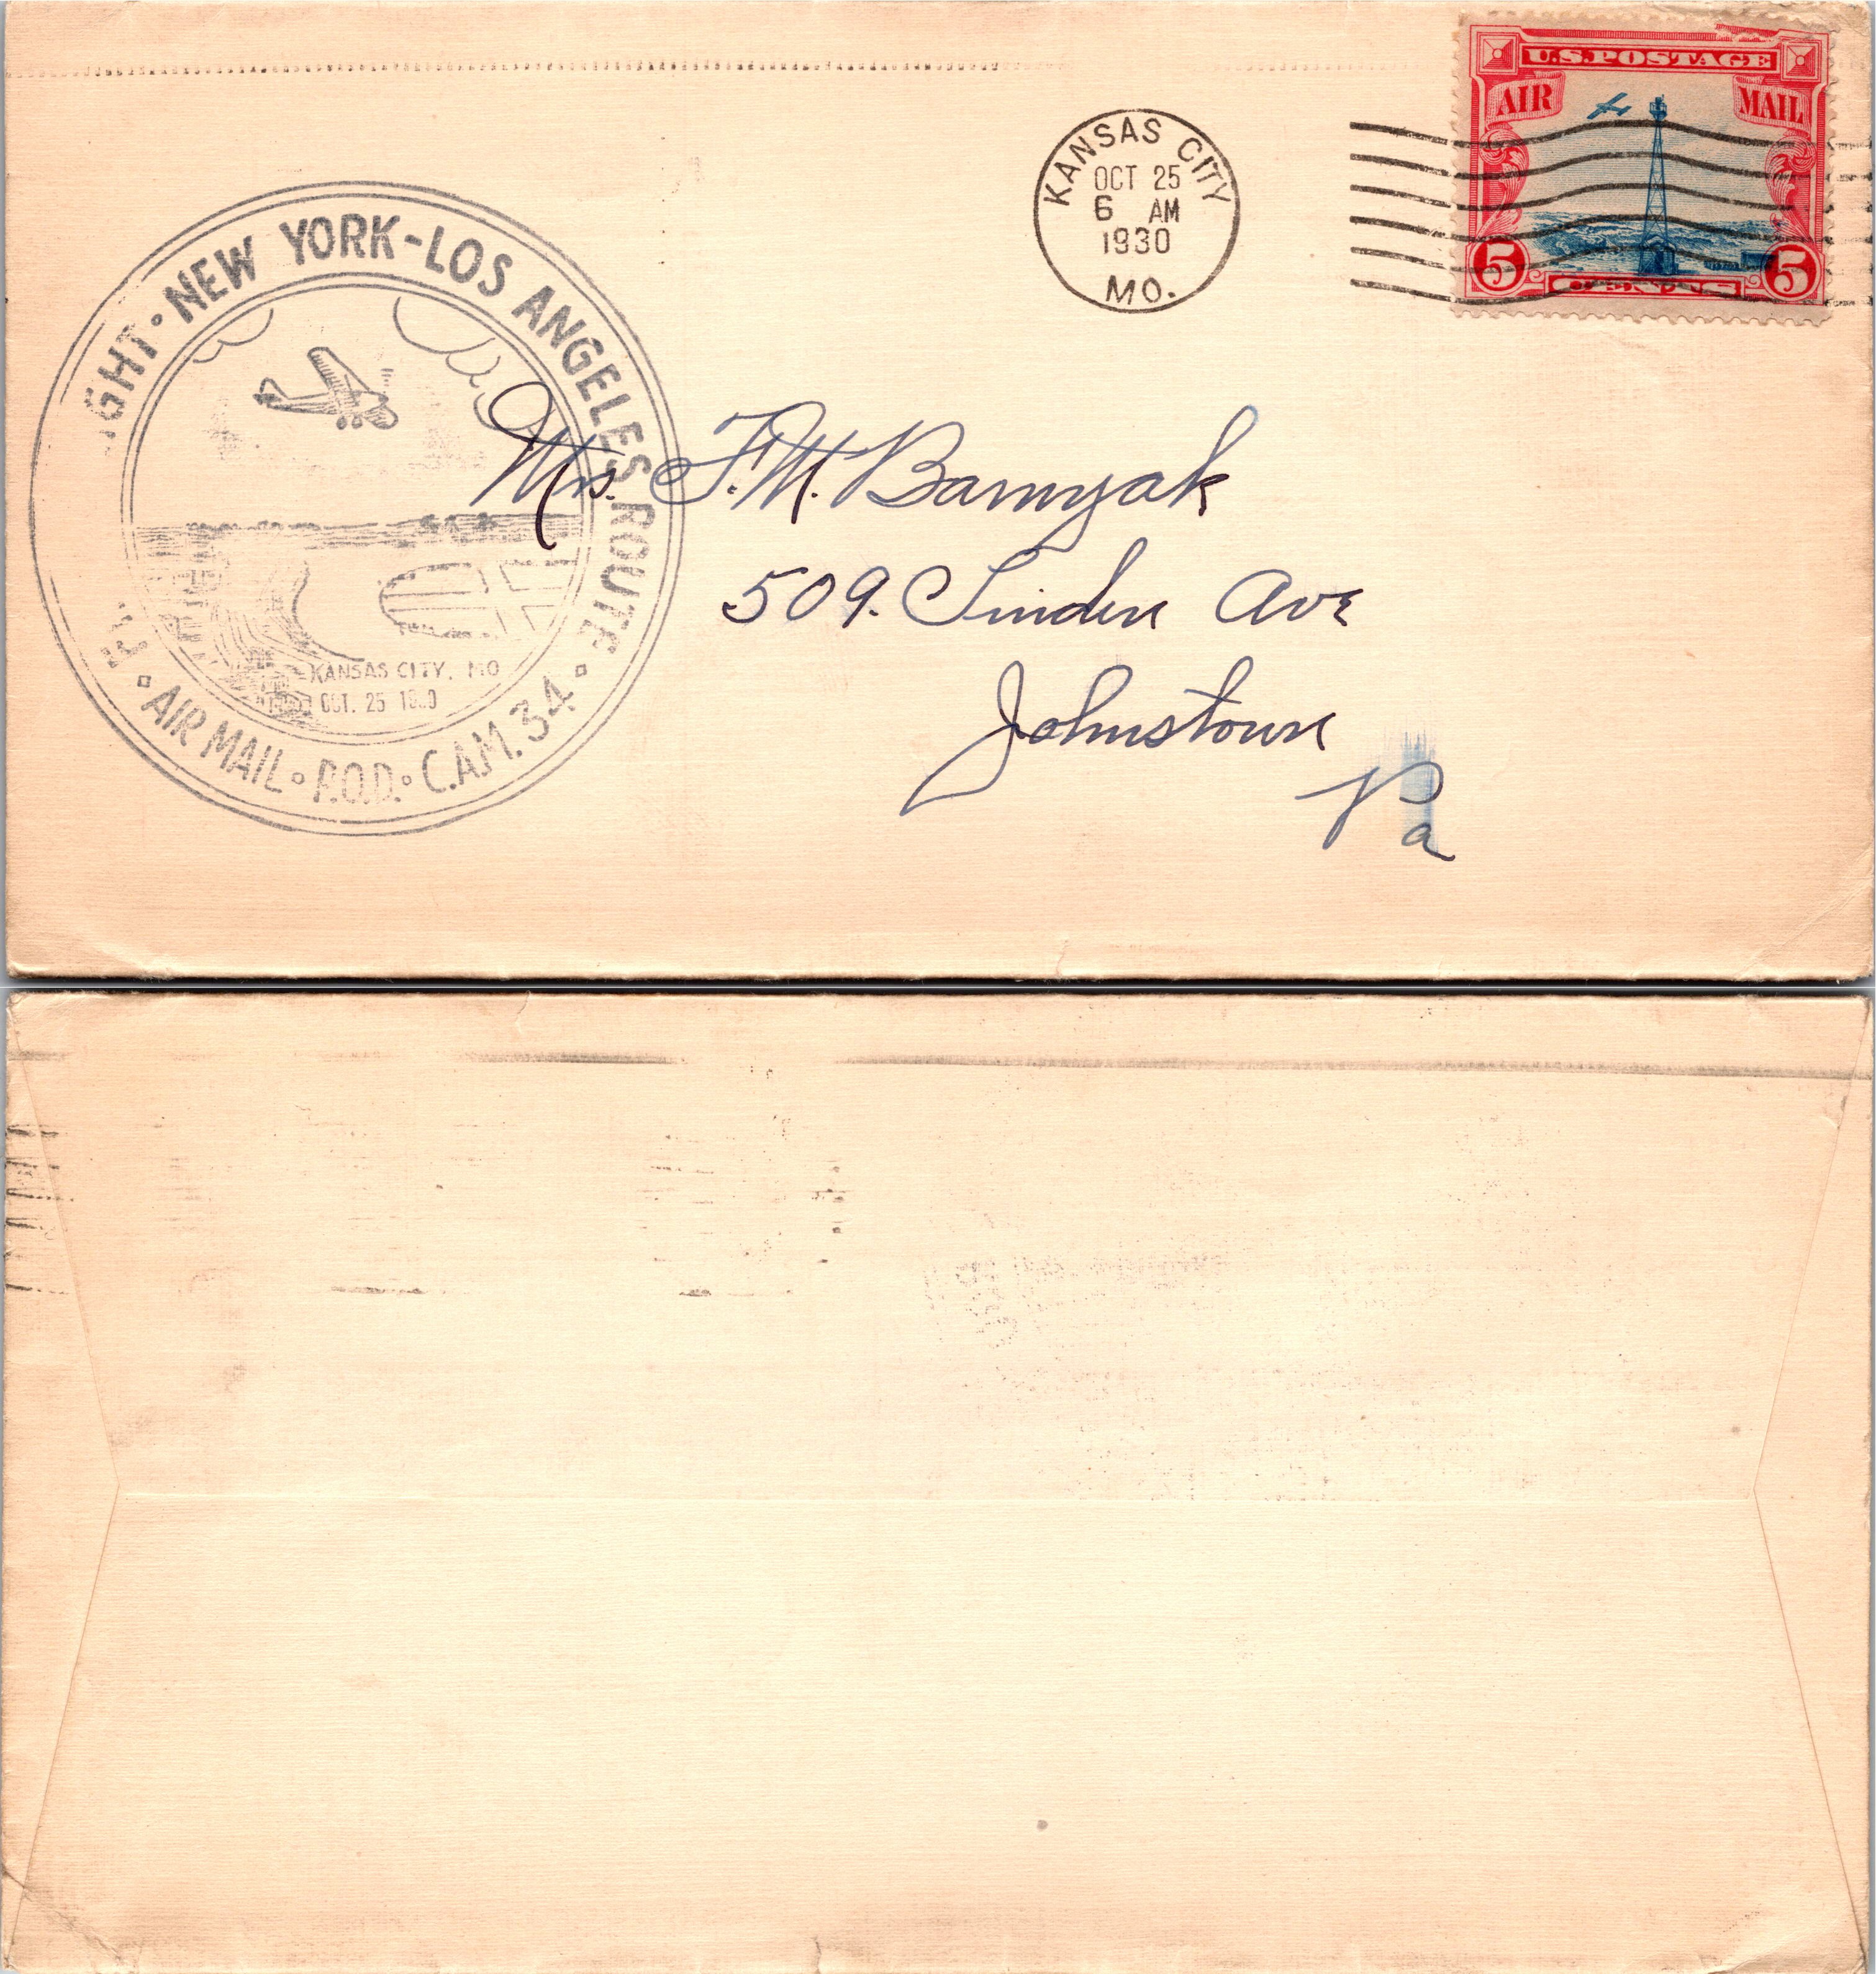 U.S. POSTAGE
AIR MAIL
5 5
KANSAS CITY
OCT 25
6 AM
1930
MO.
GHT · NEW YORK-LOS ANGELES ROUTE
AIR MAIL · P.O.D. · C.A.M. 34
KANSAS CITY, MO
OCT. 25
Mrs. F.M.
509. Linden Ave
Johnstown
Pa